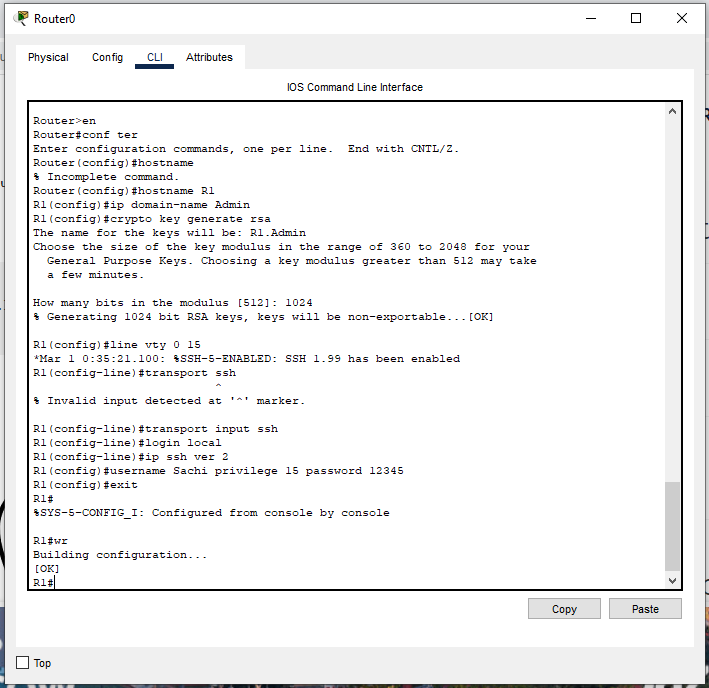 Router0
Physical Config CLI Attributes
IOS Command Line Interface
Router>en
Router#conf ter
Enter configuration commands, one per line.  End with CNTL/Z.
Router(config)#hostname
% Incomplete command.
Router(config)#hostname R1
R1(config)#ip domain-name Admin
R1(config)#crypto key generate rsa
The name for the keys will be: R1.Admin
Choose the size of the key modulus in the range of 360 to 2048 for your
  General Purpose Keys. Choosing a key modulus greater than 512 may take
  a few minutes.
How many bits in the modulus [512]: 1024
% Generating 1024 bit RSA keys, keys will be non-exportable...[OK]
R1(config)#line vty 0 15
*Mar 1 0:35:21.100: %SSH-5-ENABLED: SSH 1.99 has been enabled
R1(config-line)#transport ssh
^
% Invalid input detected at '^' marker.
R1(config-line)#transport input ssh
R1(config-line)#login local
R1(config-line)#ip ssh ver 2
R1(config)#username Sachi privilege 15 password 12345
R1(config)#exit
R1#
%SYS-5-CONFIG_I: Configured from console by console
R1#wr
Building configuration...
[OK]
R1#
Copy Paste
Top